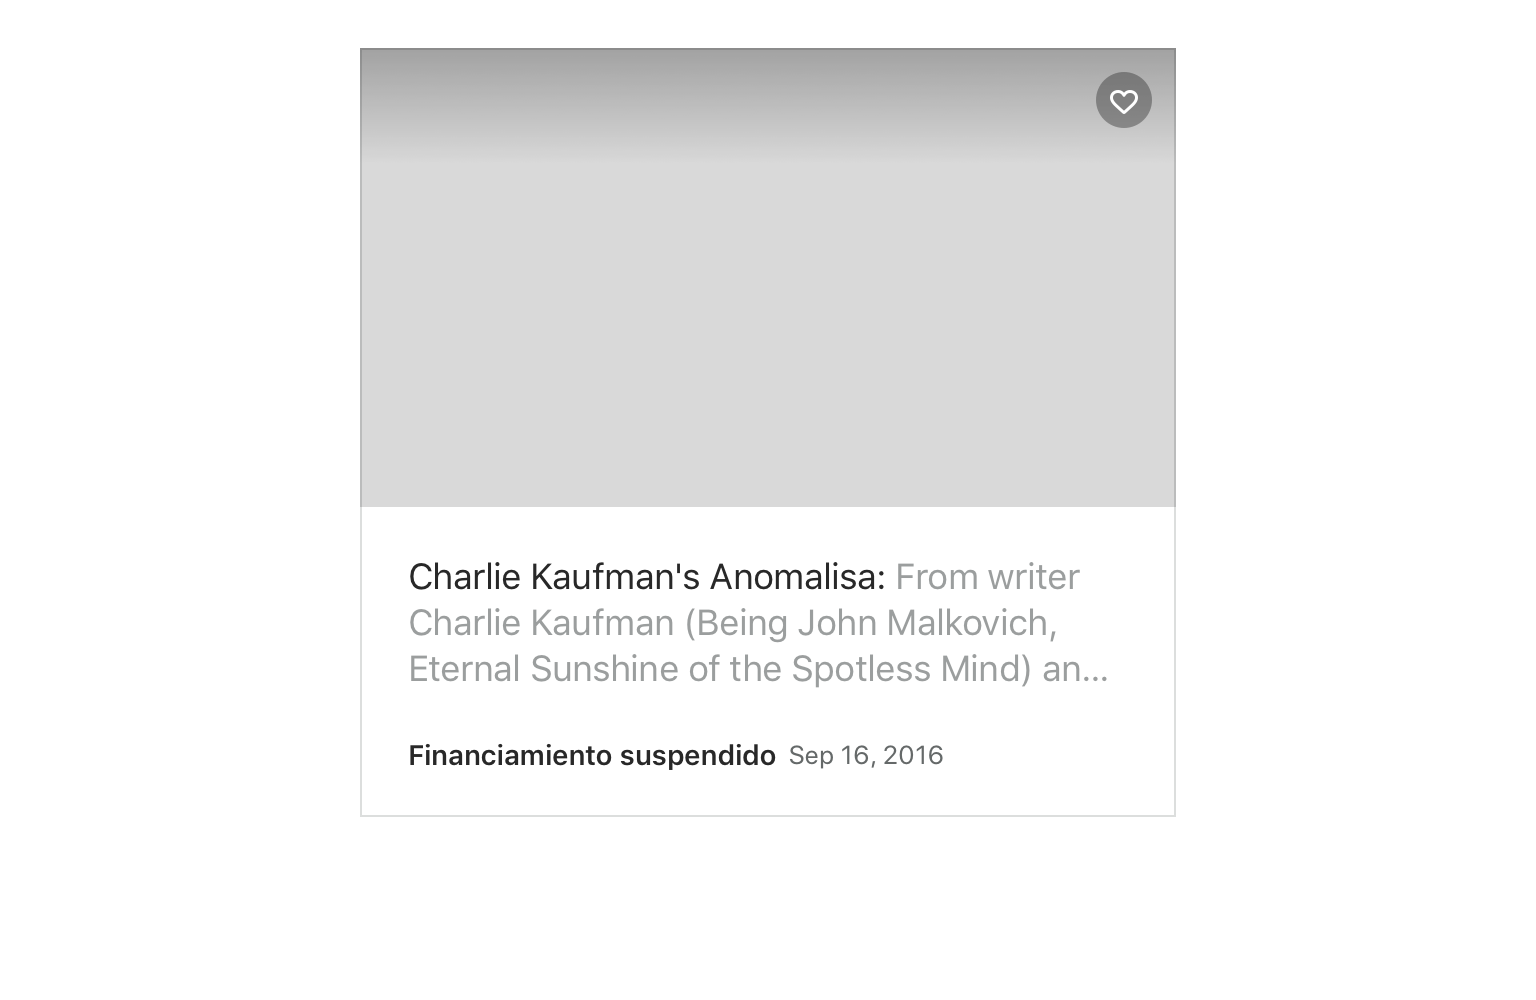 Charlie Kaufman's Anomalisa: From writer
Charlie Kaufman (Being John Malkovich,
Eternal Sunshine of the Spotless Mind) an...
Financiamiento suspendido Sep 16, 2016